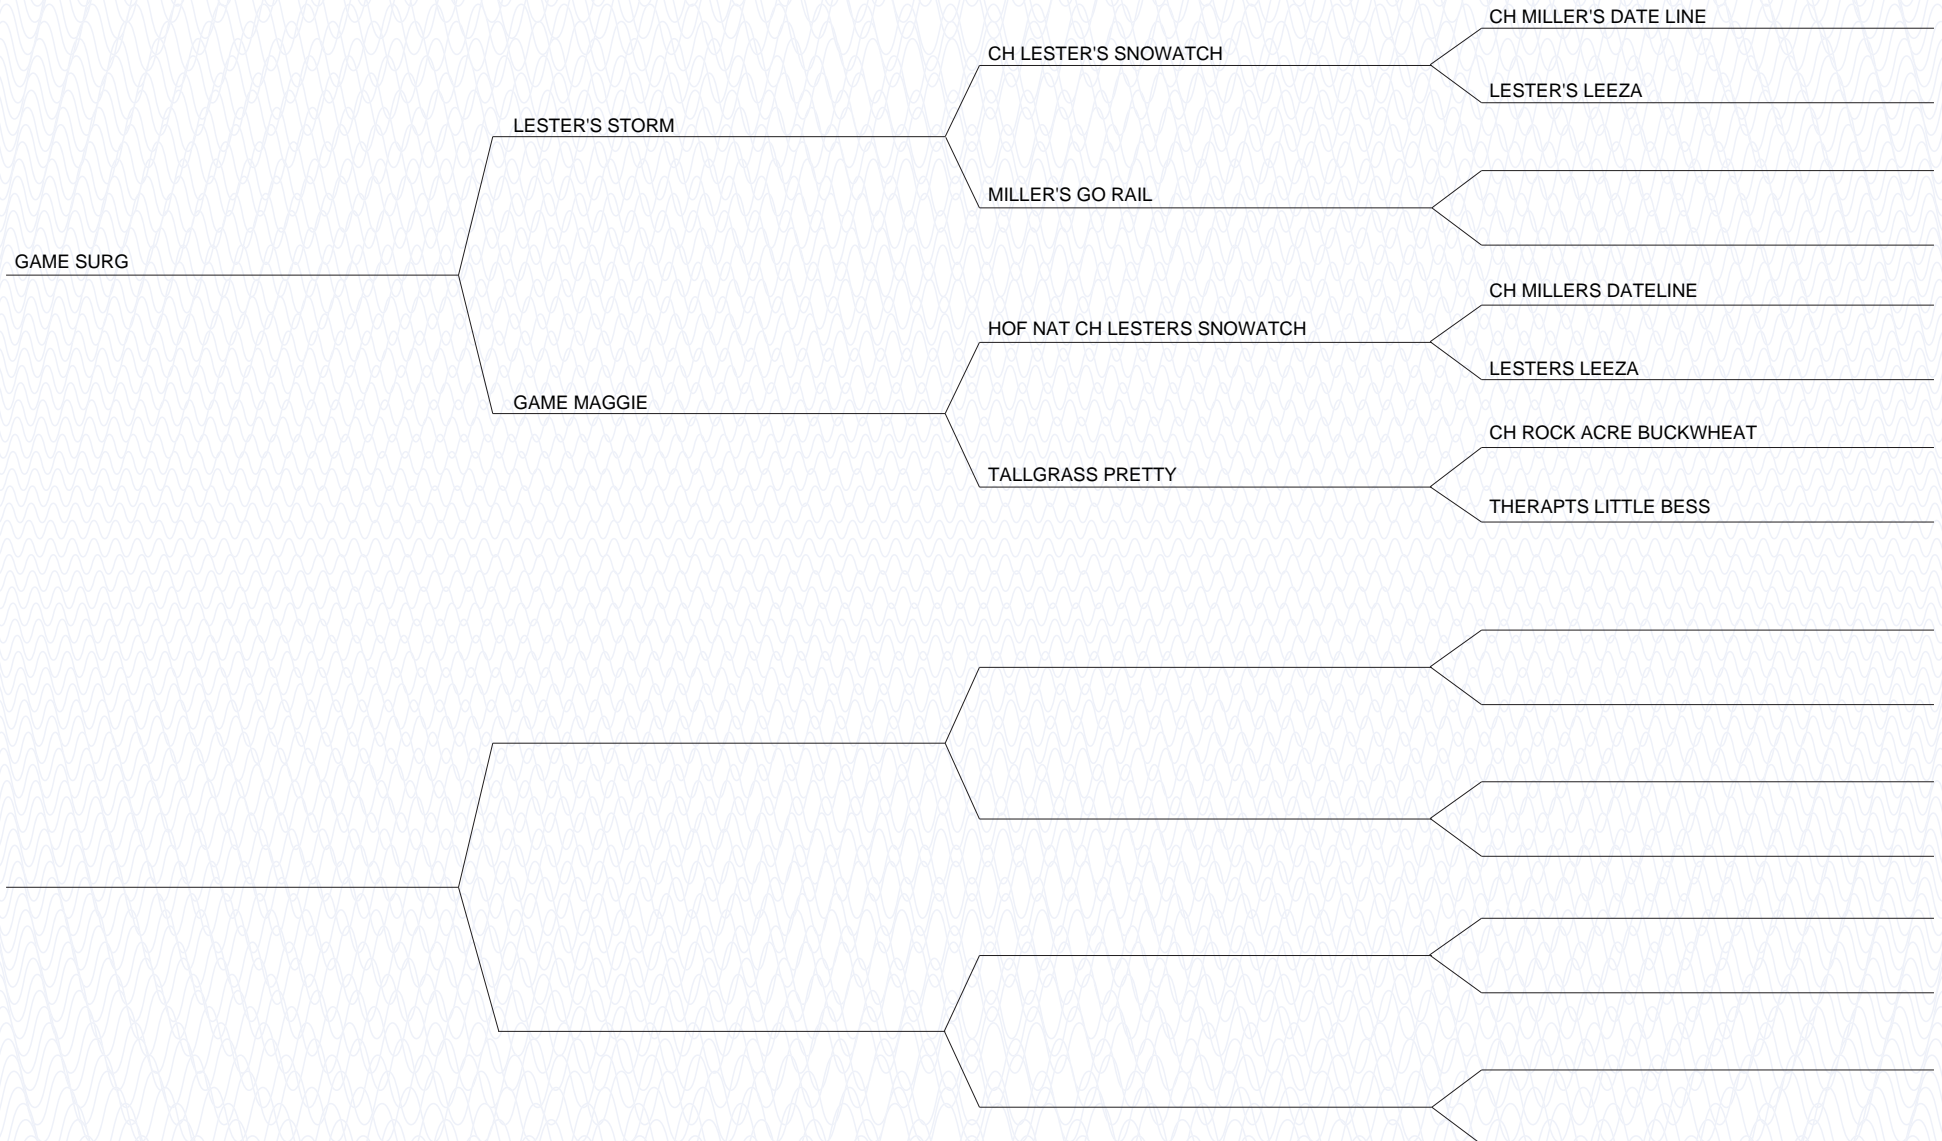 CH MILLER'S DATE LINE
CH LESTER'S SNOWATCH
LESTER'S LEEZA
LESTER'S STORM
MILLER'S GO RAIL
GAME SURG
CH MILLERS DATELINE
HOF NAT CH LESTERS SNOWATCH
LESTERS LEEZA
GAME MAGGIE
CH ROCK ACRE BUCKWHEAT
TALLGRASS PRETTY
THERAPTS LITTLE BESS